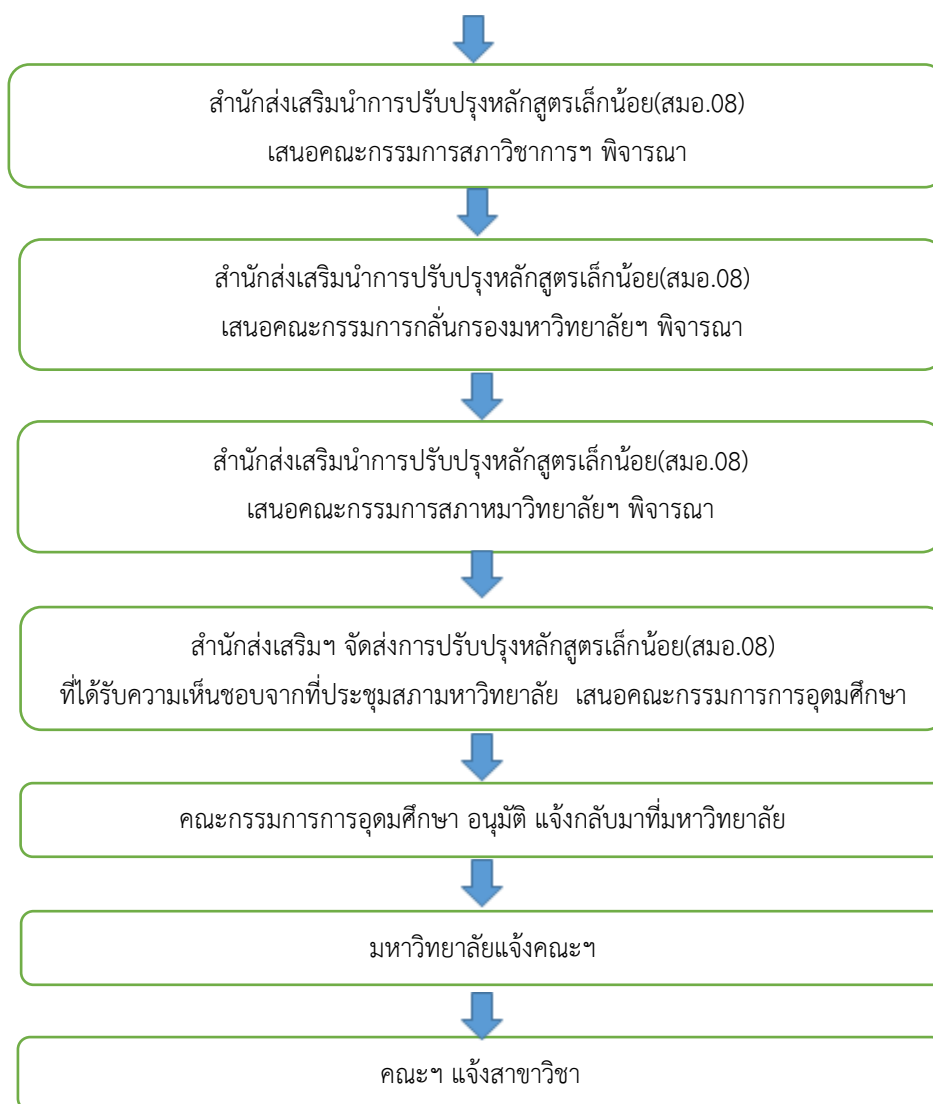 สำนักส่งเสริมนำการปรับปรุงหลักสูตรเล็กน้อย(สมอ.08)
เสนอคณะกรรมการสภาวิชาการฯ พิจารณา
สำนักส่งเสริมนำการปรับปรุงหลักสูตรเล็กน้อย(สมอ.08)
เสนอคณะกรรมการกลั่นกรองมหาวิทยาลัยฯ พิจารณา
สำนักส่งเสริมนำการปรับปรุงหลักสูตรเล็กน้อย(สมอ.08)
เสนอคณะกรรมการสภาหมาวิทยาลัยฯ พิจารณา
สำนักส่งเสริมฯ จัดส่งการปรับปรุงหลักสูตรเล็กน้อย(สมอ.08)
ที่ได้รับความเห็นชอบจากที่ประชุมสภามหาวิทยาลัย เสนอคณะกรรมการการอุดมศึกษา
คณะกรรมการการอุดมศึกษา อนุมัติ แจ้งกลับมาที่มหาวิทยาลัย
มหาวิทยาลัยแจ้งคณะฯ
คณะฯ แจ้งสาขาวิชา